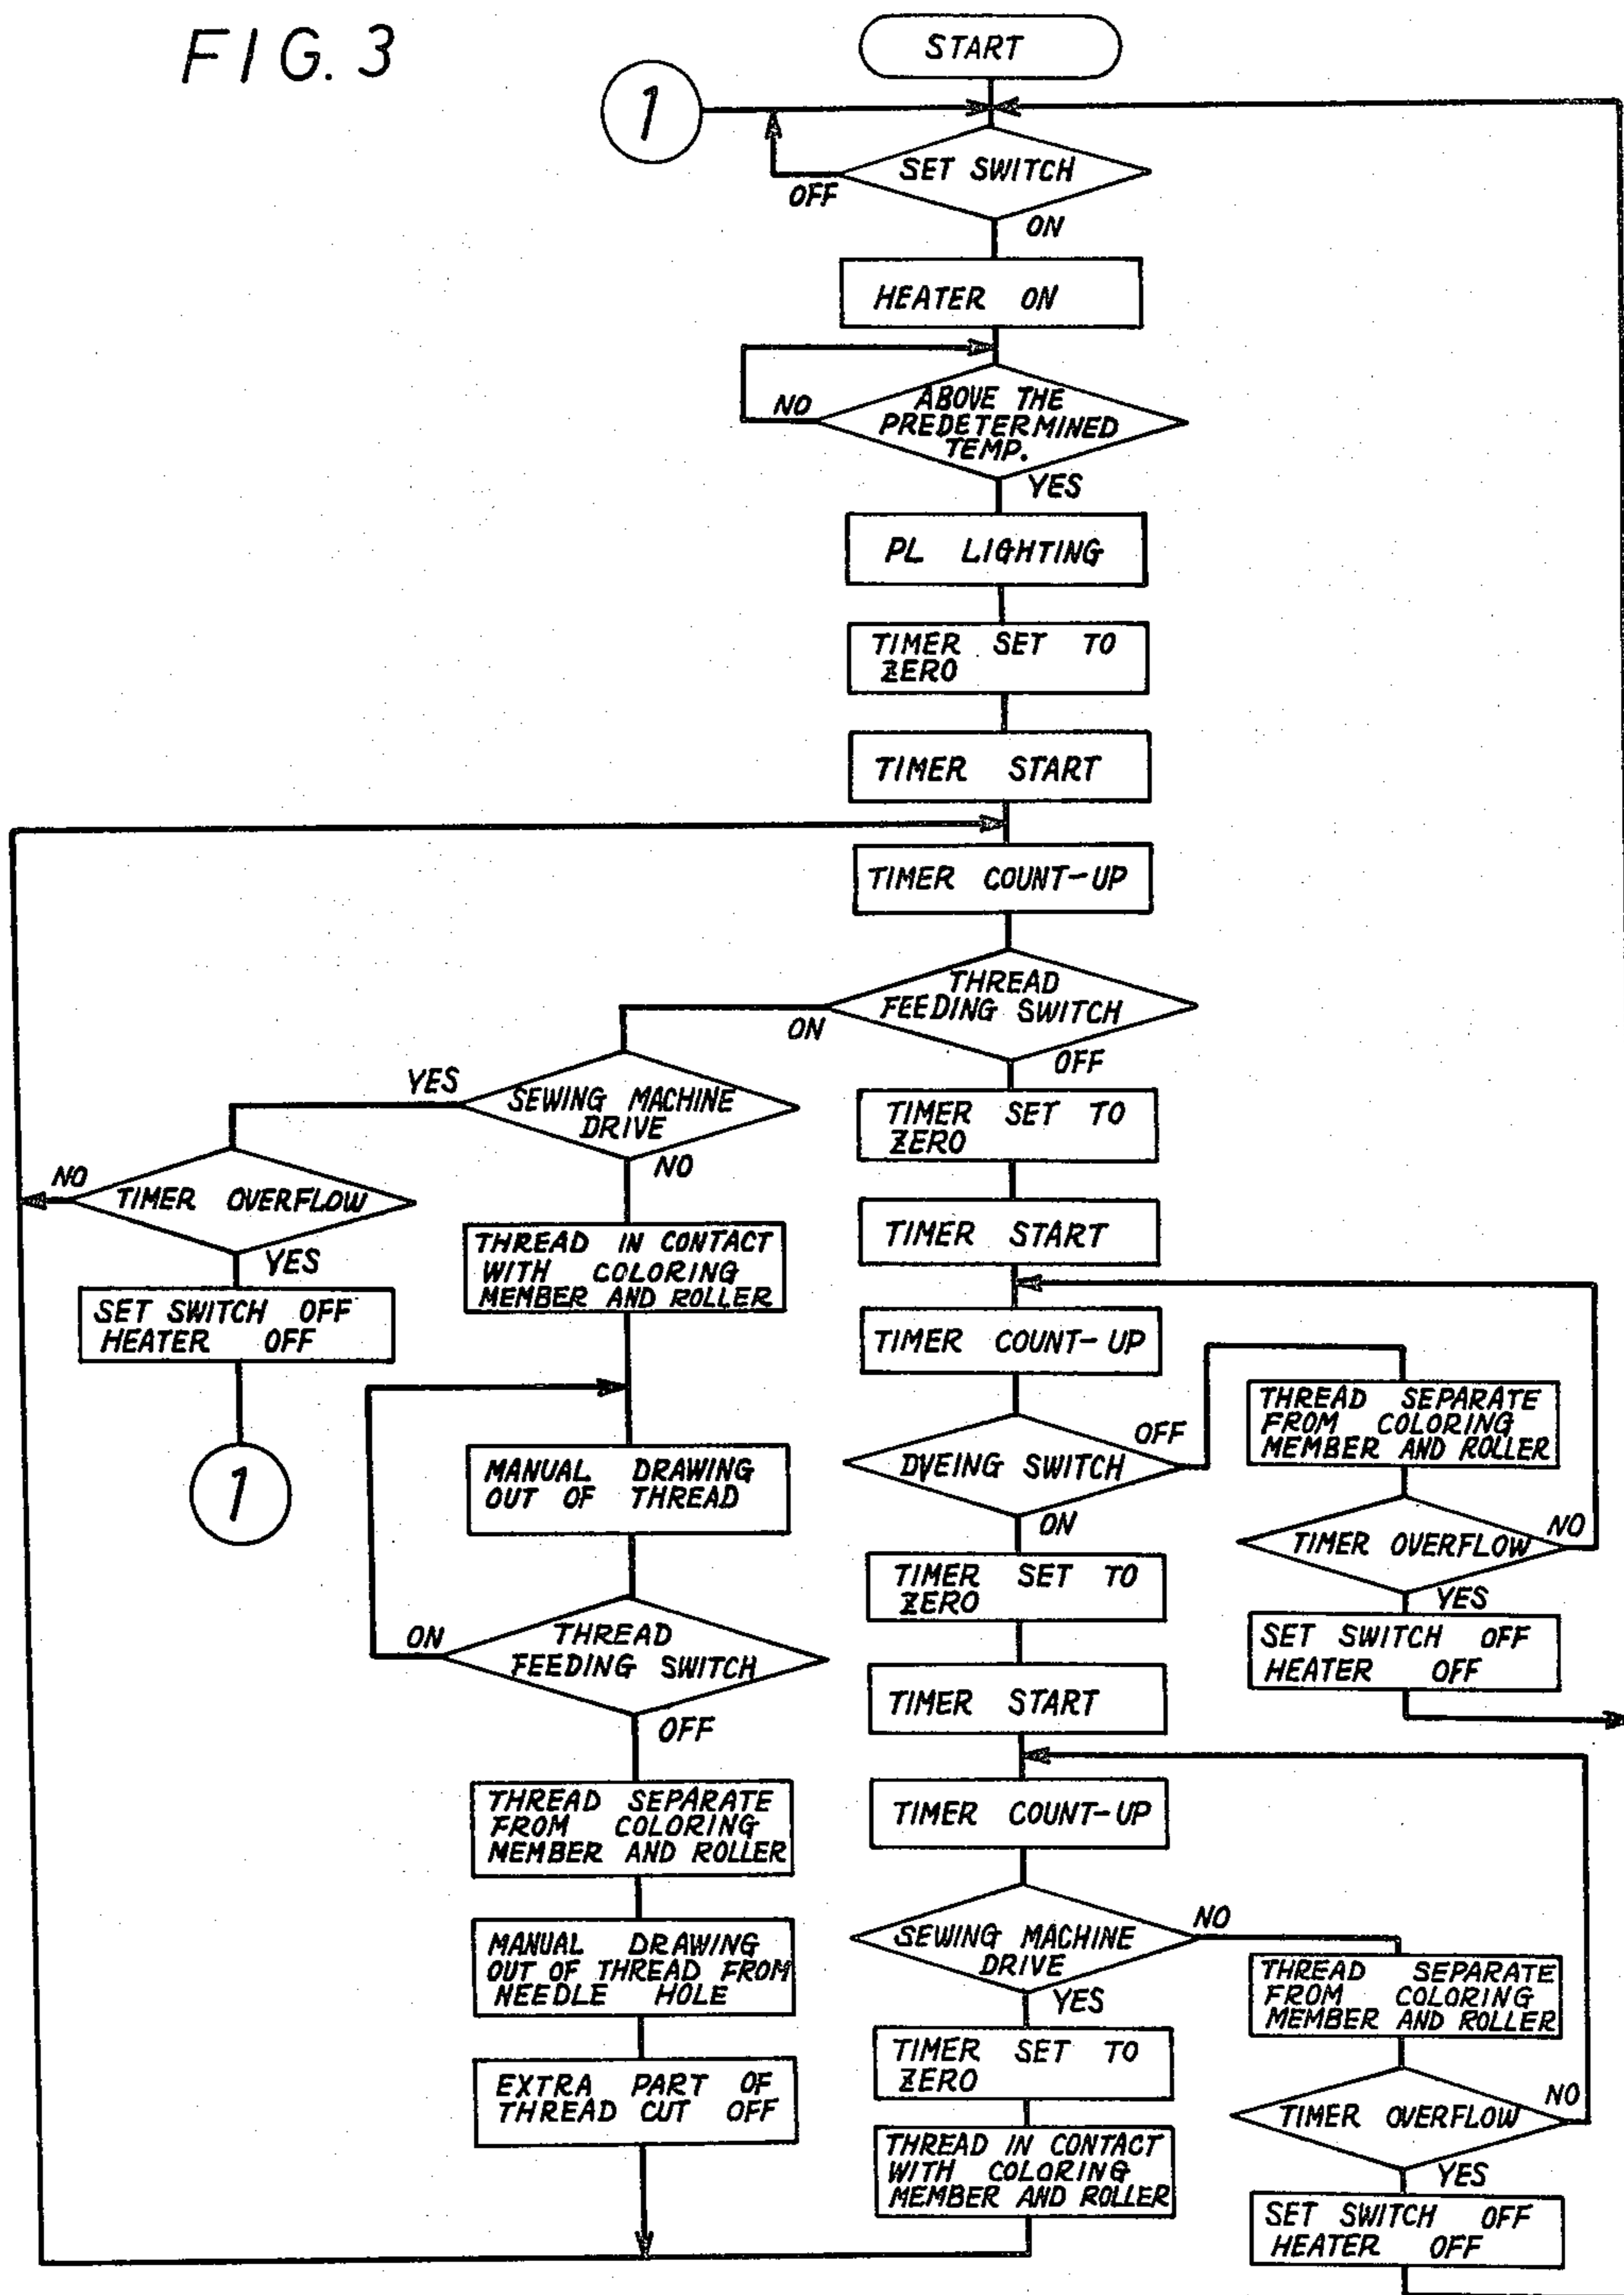 FIG. 3
START
1
SET SWITCH
OFF
ON
HEATER ON
NO
ABOVE THE
PREDETERMINED
TEMP.
YES
PL LIGHTING
TIMER SET TO
ZERO
TIMER START
TIMER COUNT-UP
THREAD
FEEDING SWITCH
ON
OFF
YES
SEWING MACHINE
DRIVE
NO
NO
TIMER OVERFLOW
YES
SET SWITCH OFF
HEATER OFF
1
THREAD IN CONTACT
WITH COLORING
MEMBER AND ROLLER
MANUAL DRAWING
OUT OF THREAD
ON
THREAD
FEEDING SWITCH
OFF
THREAD SEPARATE
FROM COLORING
MEMBER AND ROLLER
MANUAL DRAWING
OUT OF THREAD FROM
NEEDLE HOLE
EXTRA PART OF
THREAD CUT OFF
TIMER SET TO
ZERO
TIMER START
TIMER COUNT-UP
DYEING SWITCH
OFF
ON
THREAD SEPARATE
FROM COLORING
MEMBER AND ROLLER
TIMER OVERFLOW
NO
YES
SET SWITCH OFF
HEATER OFF
TIMER SET TO
ZERO
TIMER START
TIMER COUNT-UP
SEWING MACHINE
DRIVE
NO
YES
THREAD SEPARATE
FROM COLORING
MEMBER AND ROLLER
TIMER OVERFLOW
NO
YES
SET SWITCH OFF
HEATER OFF
TIMER SET TO
ZERO
THREAD IN CONTACT
WITH COLORING
MEMBER AND ROLLER